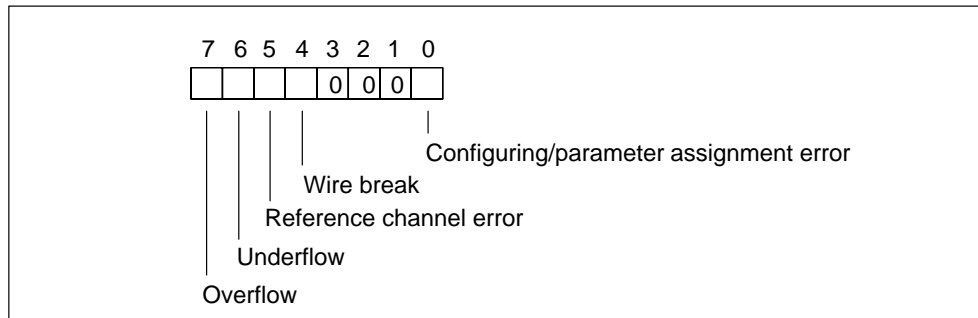 7 6 5 4 3 2 1 0
0 0 0
Configuring/parameter assignment error
Wire break
Reference channel error
Underflow
Overflow